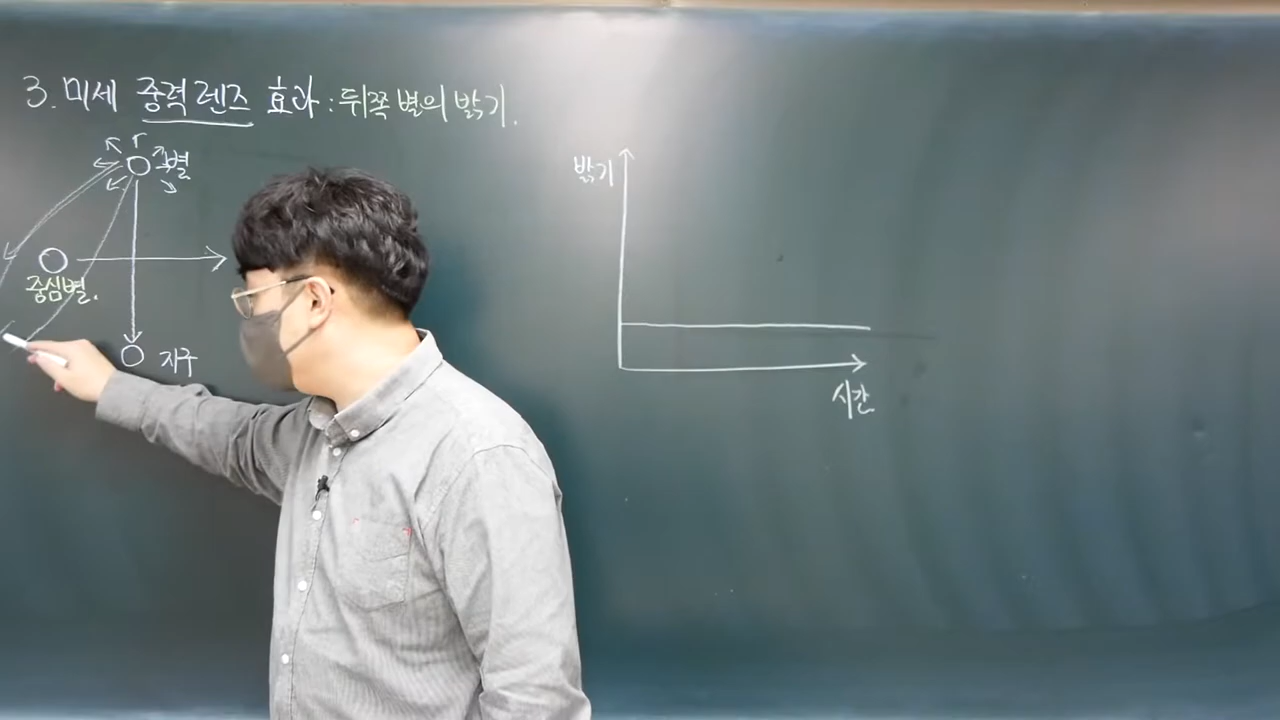 3. 미세 중력 렌즈 효과 : 뒤쪽 별의 밝기.
별
밝기
중심별.
지구
시간